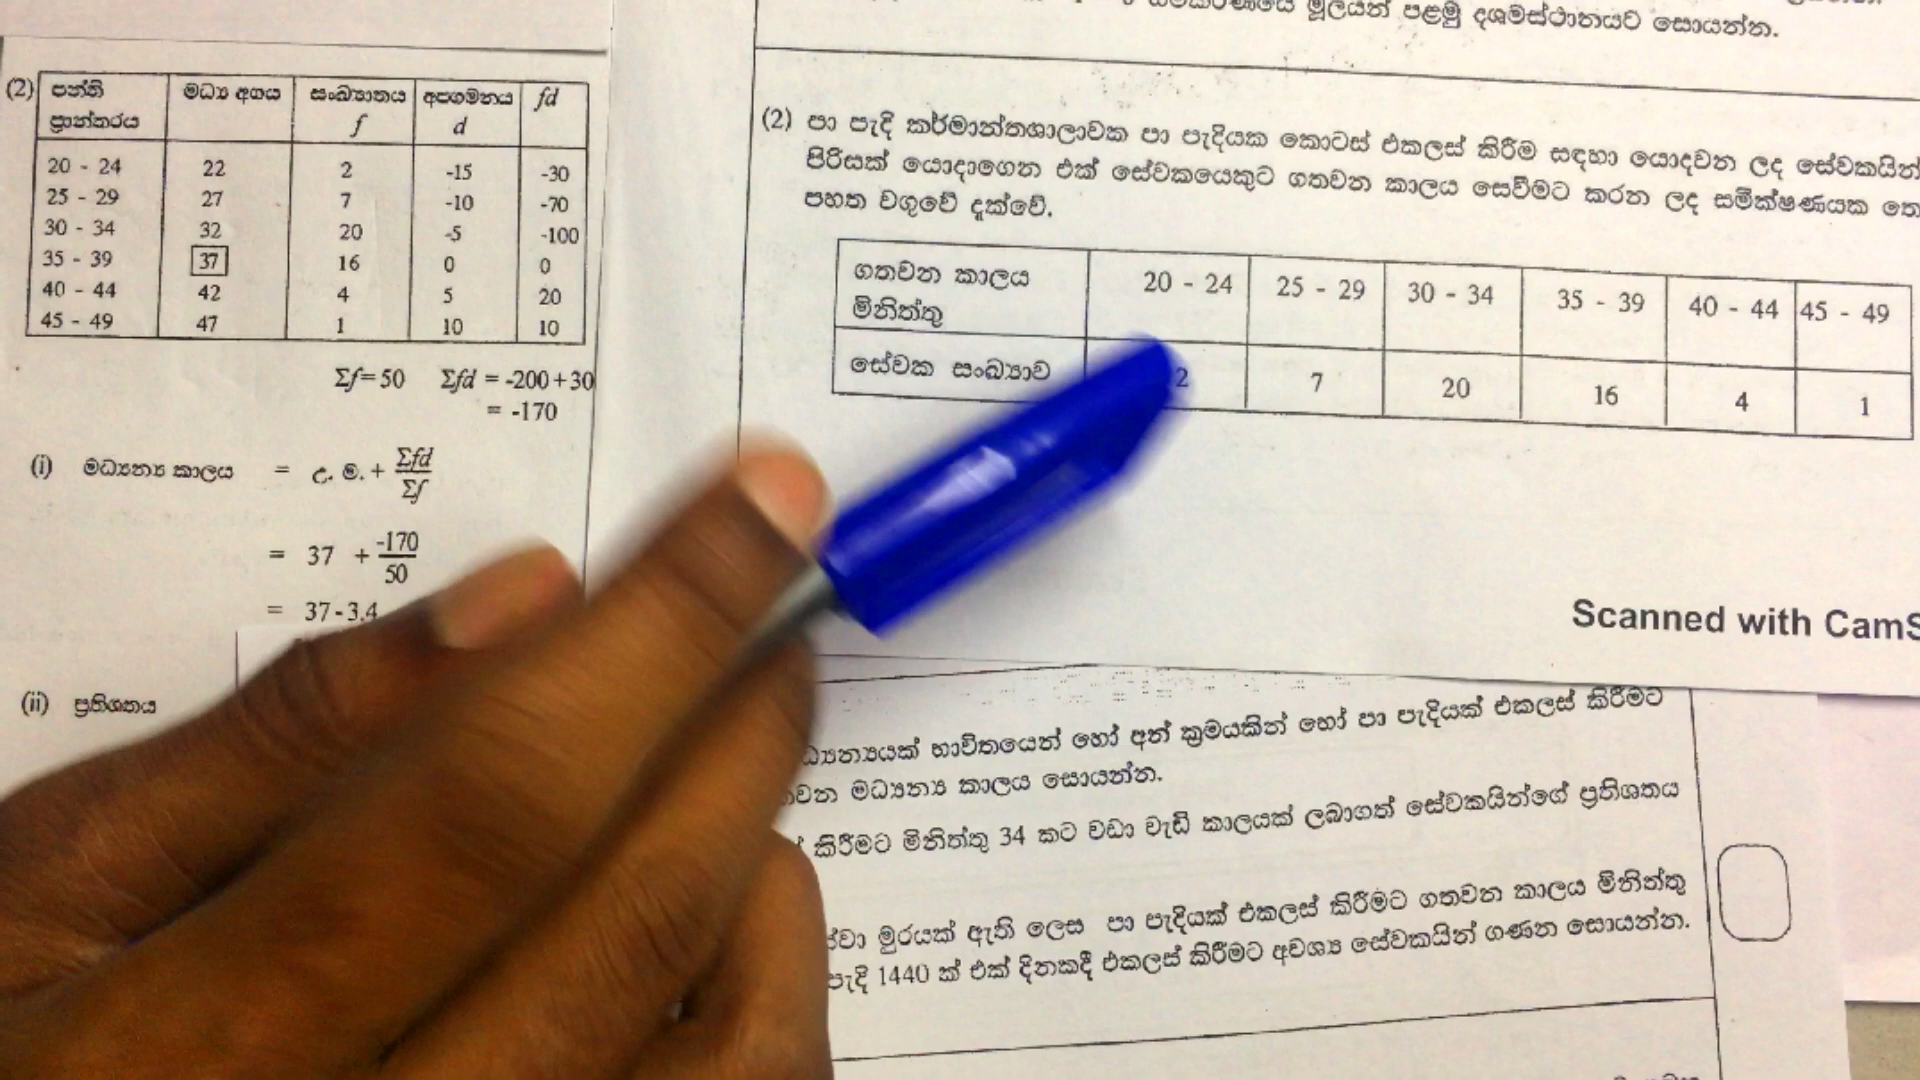 මූලයන් පළමු දශමස්ථානයට සොයන්න.
(2) පන්ති ප්‍රාන්තරය මධ්‍ය අගය සංඛ්‍යාතය f අපගමනය d fd
20 - 24 22 2 -15 -30
25 - 29 27 7 -10 -70
30 - 34 32 20 -5 -100
35 - 39 37 16 0 0
40 - 44 42 4 5 20
45 - 49 47 1 10 10
Σf = 50 Σfd = -200 + 30
= -170
(i) මධ්‍යන්‍ය කාලය = උ. ම. + Σfd/Σf
= 37 + -170/50
= 37 - 3.4
(ii) ප්‍රතිශතය
(2) පා පැදි කර්මාන්තශාලාවක පා පැදියක කොටස් එකලස් කිරීම සඳහා යොදවන ලද සේවකයින්
පිරිසක් යොදාගෙන එක් සේවකයෙකුට ගතවන කාලය සෙවීමට කරන ලද සමීක්ෂණයක
පහත වගුවේ දැක්වේ.
ගතවන කාලය මිනිත්තු 20 - 24 25 - 29 30 - 34 35 - 39 40 - 44 45 - 49
සේවක සංඛ්‍යාව 2 7 20 16 4 1
Scanned with CamS
භාවිතයෙන් හෝ අන් ක්‍රමයකින් හෝ පා පැදියක් එකලස් කිරීමට
මධ්‍යන්‍ය කාලය සොයන්න.
කිරීමට මිනිත්තු 34 කට වඩා වැඩි කාලයක් ලබාගත් සේවකයින්ගේ ප්‍රතිශතය
මුරයක් ඇති ලෙස පා පැදියක් එකලස් කිරීමට ගතවන කාලය මිනිත්තු
පැදි 1440 ක් එක් දිනකදී එකලස් කිරීමට අවශ්‍ය සේවකයින් ගණන සොයන්න.